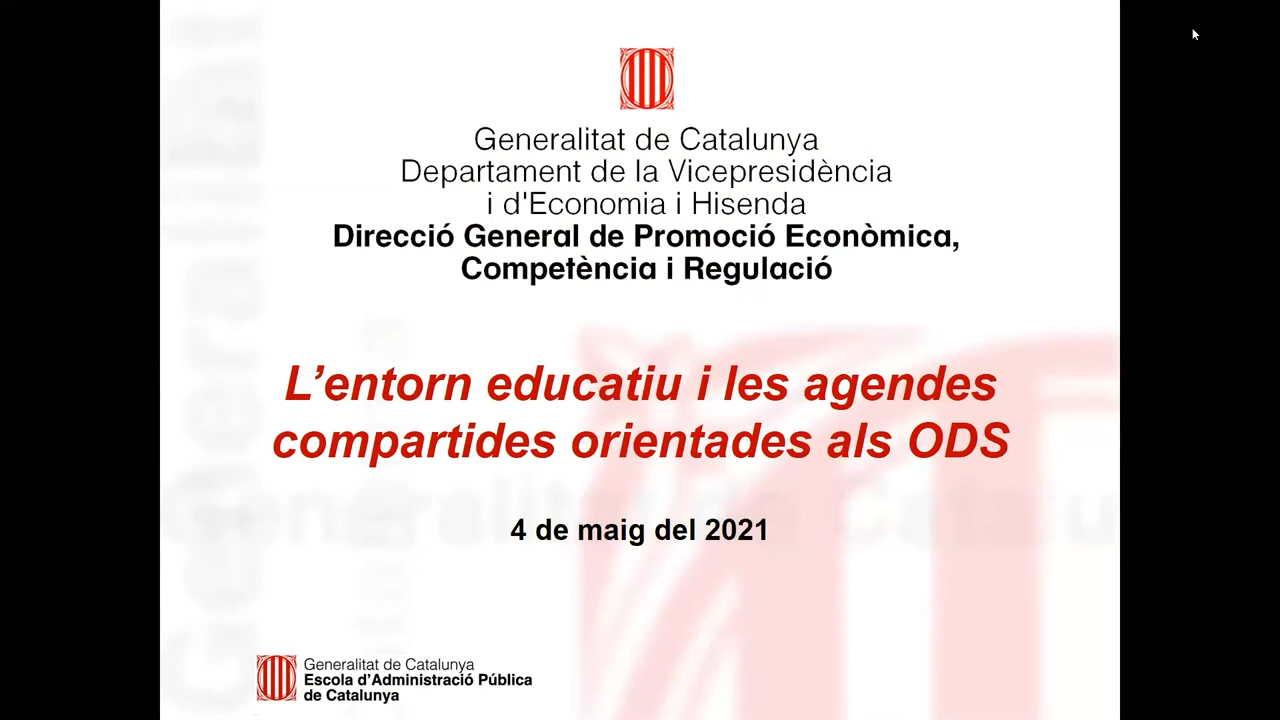 Generalitat de Catalunya
Departament de la Vicepresidència
i d'Economia i Hisenda
Direcció General de Promoció Econòmica,
Competència i Regulació
L’entorn educatiu i les agendes
compartides orientades als ODS
4 de maig del 2021
Generalitat de Catalunya
Escola d’Administració Pública
de Catalunya